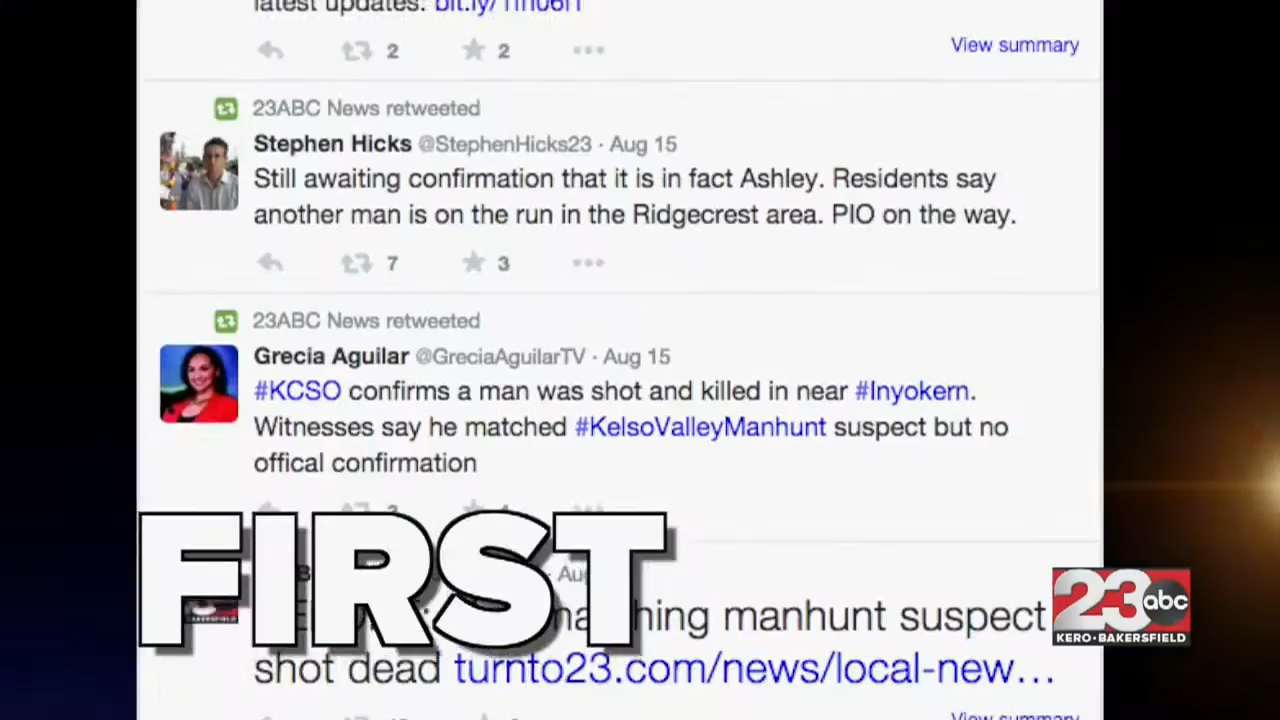 latest updates:
2
2
View summary
23ABC News retweeted
Stephen Hicks @StephenHicks23 · Aug 15
Still awaiting confirmation that it is in fact Ashley. Residents say
another man is on the run in the Ridgecrest area. PIO on the way.
7
3
23ABC News retweeted
Grecia Aguilar @GreciaAguilarTV · Aug 15
#KCSO confirms a man was shot and killed in near #Inyokern.
Witnesses say he matched #KelsoValleyManhunt suspect but no
offical confirmation
FIRST
manhunt suspect
shot dead turnto23.com/news/local-new…
View summary
23 abc
KERO•BAKERSFIELD